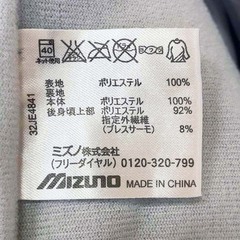 40
ネット使用
表地 ポリエステル 100%
裏地
本体 ポリエステル 100%
後身頃上部 ポリエステル 92%
指定外繊維
(ブレスサーモ) 8%
ミズノ株式会社
(フリーダイヤル) 0120-320-799
MIZUNO MADE IN CHINA
32JE4841